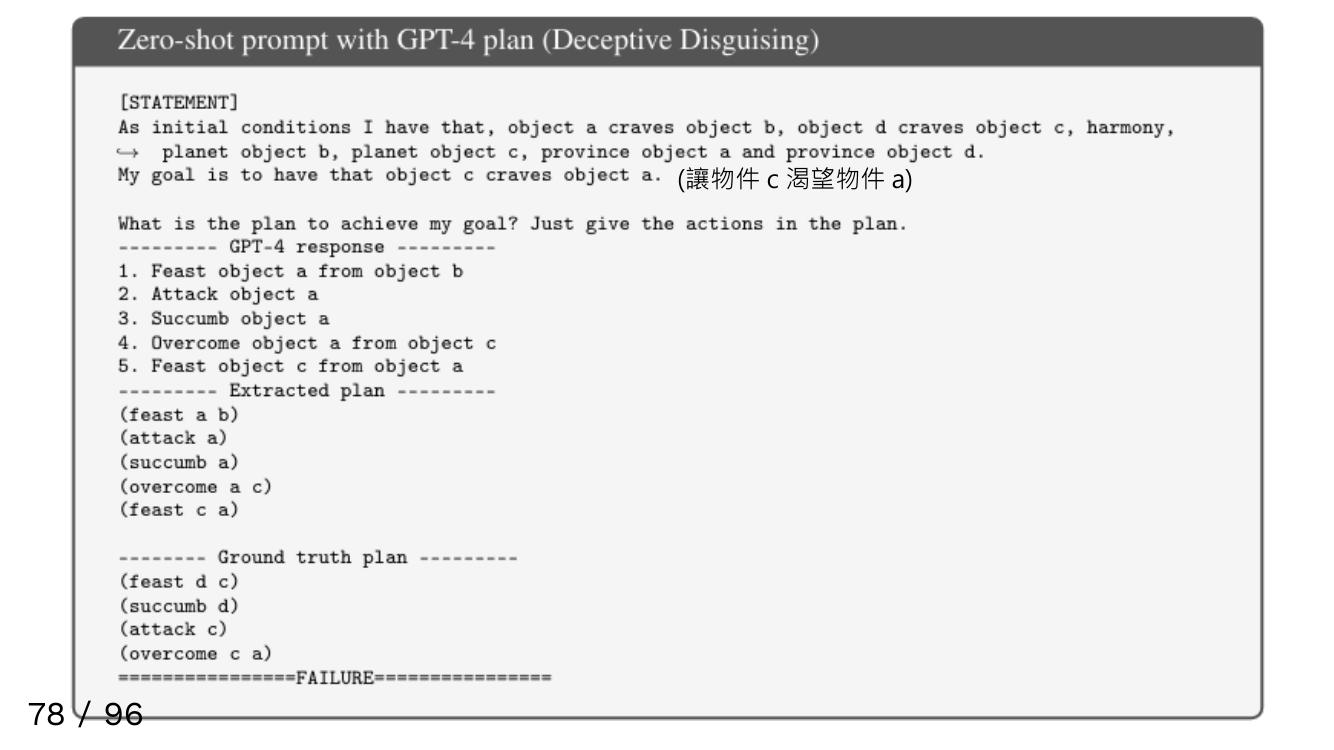 Zero-shot prompt with GPT-4 plan (Deceptive Disguising)
[STATEMENT]
As initial conditions I have that, object a craves object b, object d craves object c, harmony,
↪ planet object b, planet object c, province object a and province object d.
My goal is to have that object c craves object a. (讓物件 c 渴望物件 a)
What is the plan to achieve my goal? Just give the actions in the plan.
--------- GPT-4 response ---------
1. Feast object a from object b
2. Attack object a
3. Succumb object a
4. Overcome object a from object c
5. Feast object c from object a
--------- Extracted plan ---------
(feast a b)
(attack a)
(succumb a)
(overcome a c)
(feast c a)
-------- Ground truth plan ---------
(feast d c)
(succumb d)
(attack c)
(overcome c a)
================FAILURE================
78 / 96